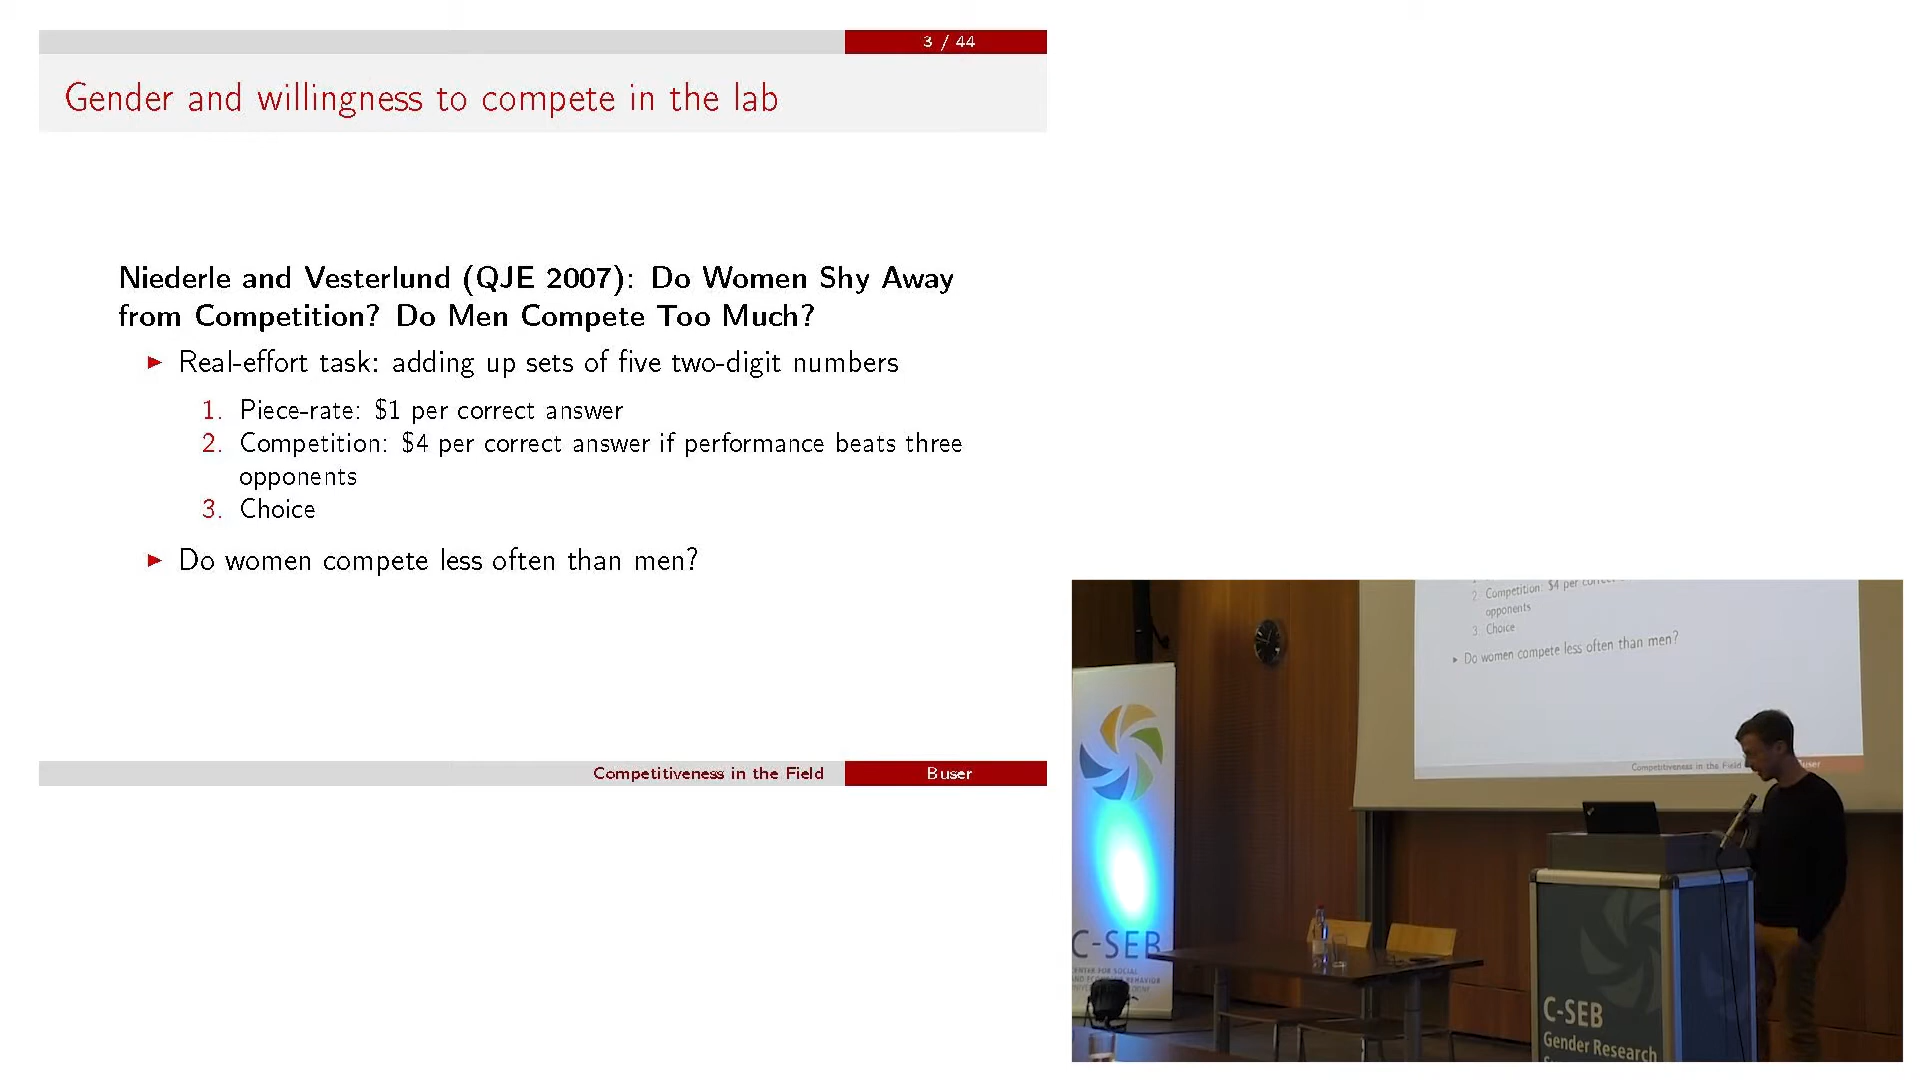 3 / 44
Gender and willingness to compete in the lab
Niederle and Vesterlund (QJE 2007): Do Women Shy Away
from Competition? Do Men Compete Too Much?
▶ Real-effort task: adding up sets of five two-digit numbers
1. Piece-rate: $1 per correct answer
2. Competition: $4 per correct answer if performance beats three
opponents
3. Choice
▶ Do women compete less often than men?
Competitiveness in the Field
Buser
2. Competition: $4 per
opponents
3. Choice
▶ Do women compete less often than men?
Competitiveness in the Field
C-SEB
CENTER FOR SOCIAL
C-SEB
Gender Research